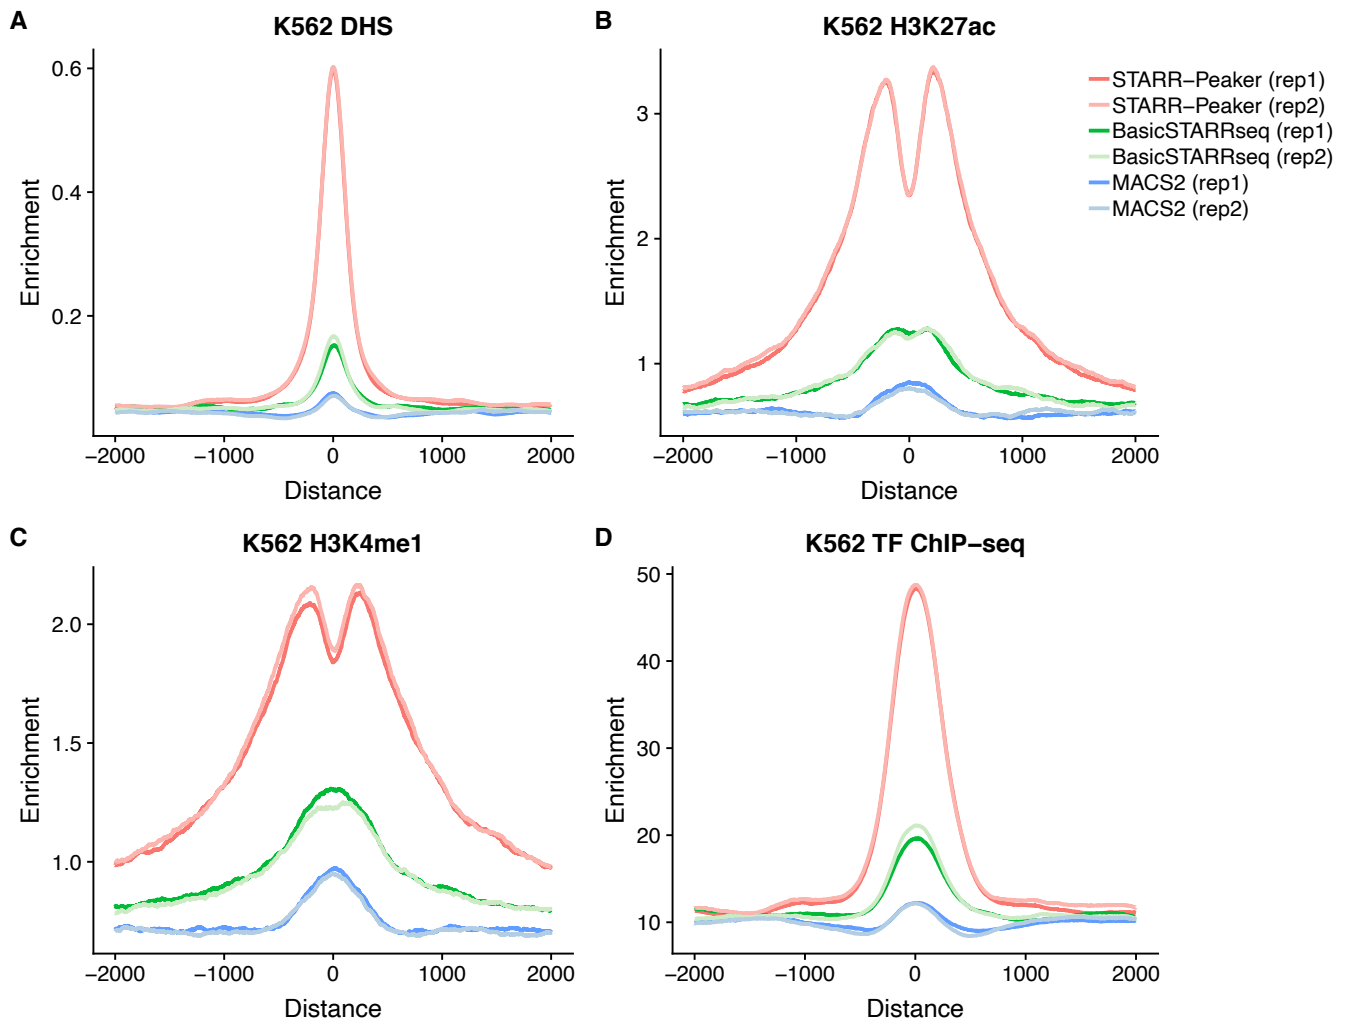 A
K562 DHS
Enrichment
0.6
0.4
0.2
−2000
−1000
0
1000
2000
Distance
B
K562 H3K27ac
Enrichment
3
2
1
−2000
−1000
0
1000
2000
Distance
STARR−Peaker (rep1)
STARR−Peaker (rep2)
BasicSTARRseq (rep1)
BasicSTARRseq (rep2)
MACS2 (rep1)
MACS2 (rep2)
C
K562 H3K4me1
Enrichment
2.0
1.5
1.0
−2000
−1000
0
1000
2000
Distance
D
K562 TF ChIP−seq
Enrichment
50
40
30
20
10
−2000
−1000
0
1000
2000
Distance